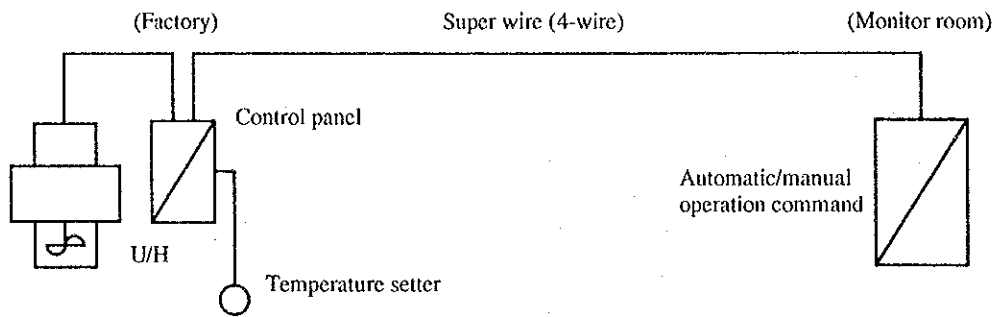 (Factory)
Super wire (4-wire)
(Monitor room)
Control panel
Automatic/manual
operation command
U/H
Temperature setter